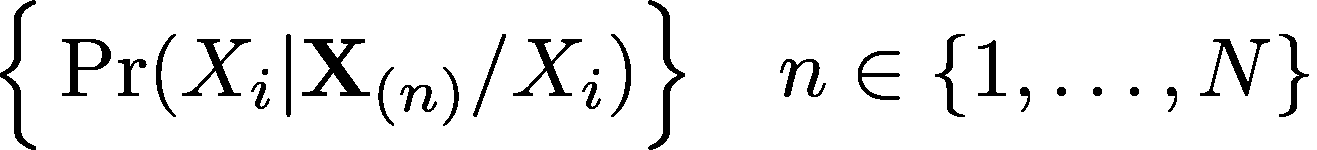 {Pr(X_i|𝐗_(n)/X_i)} n ∈ {1,…,N}